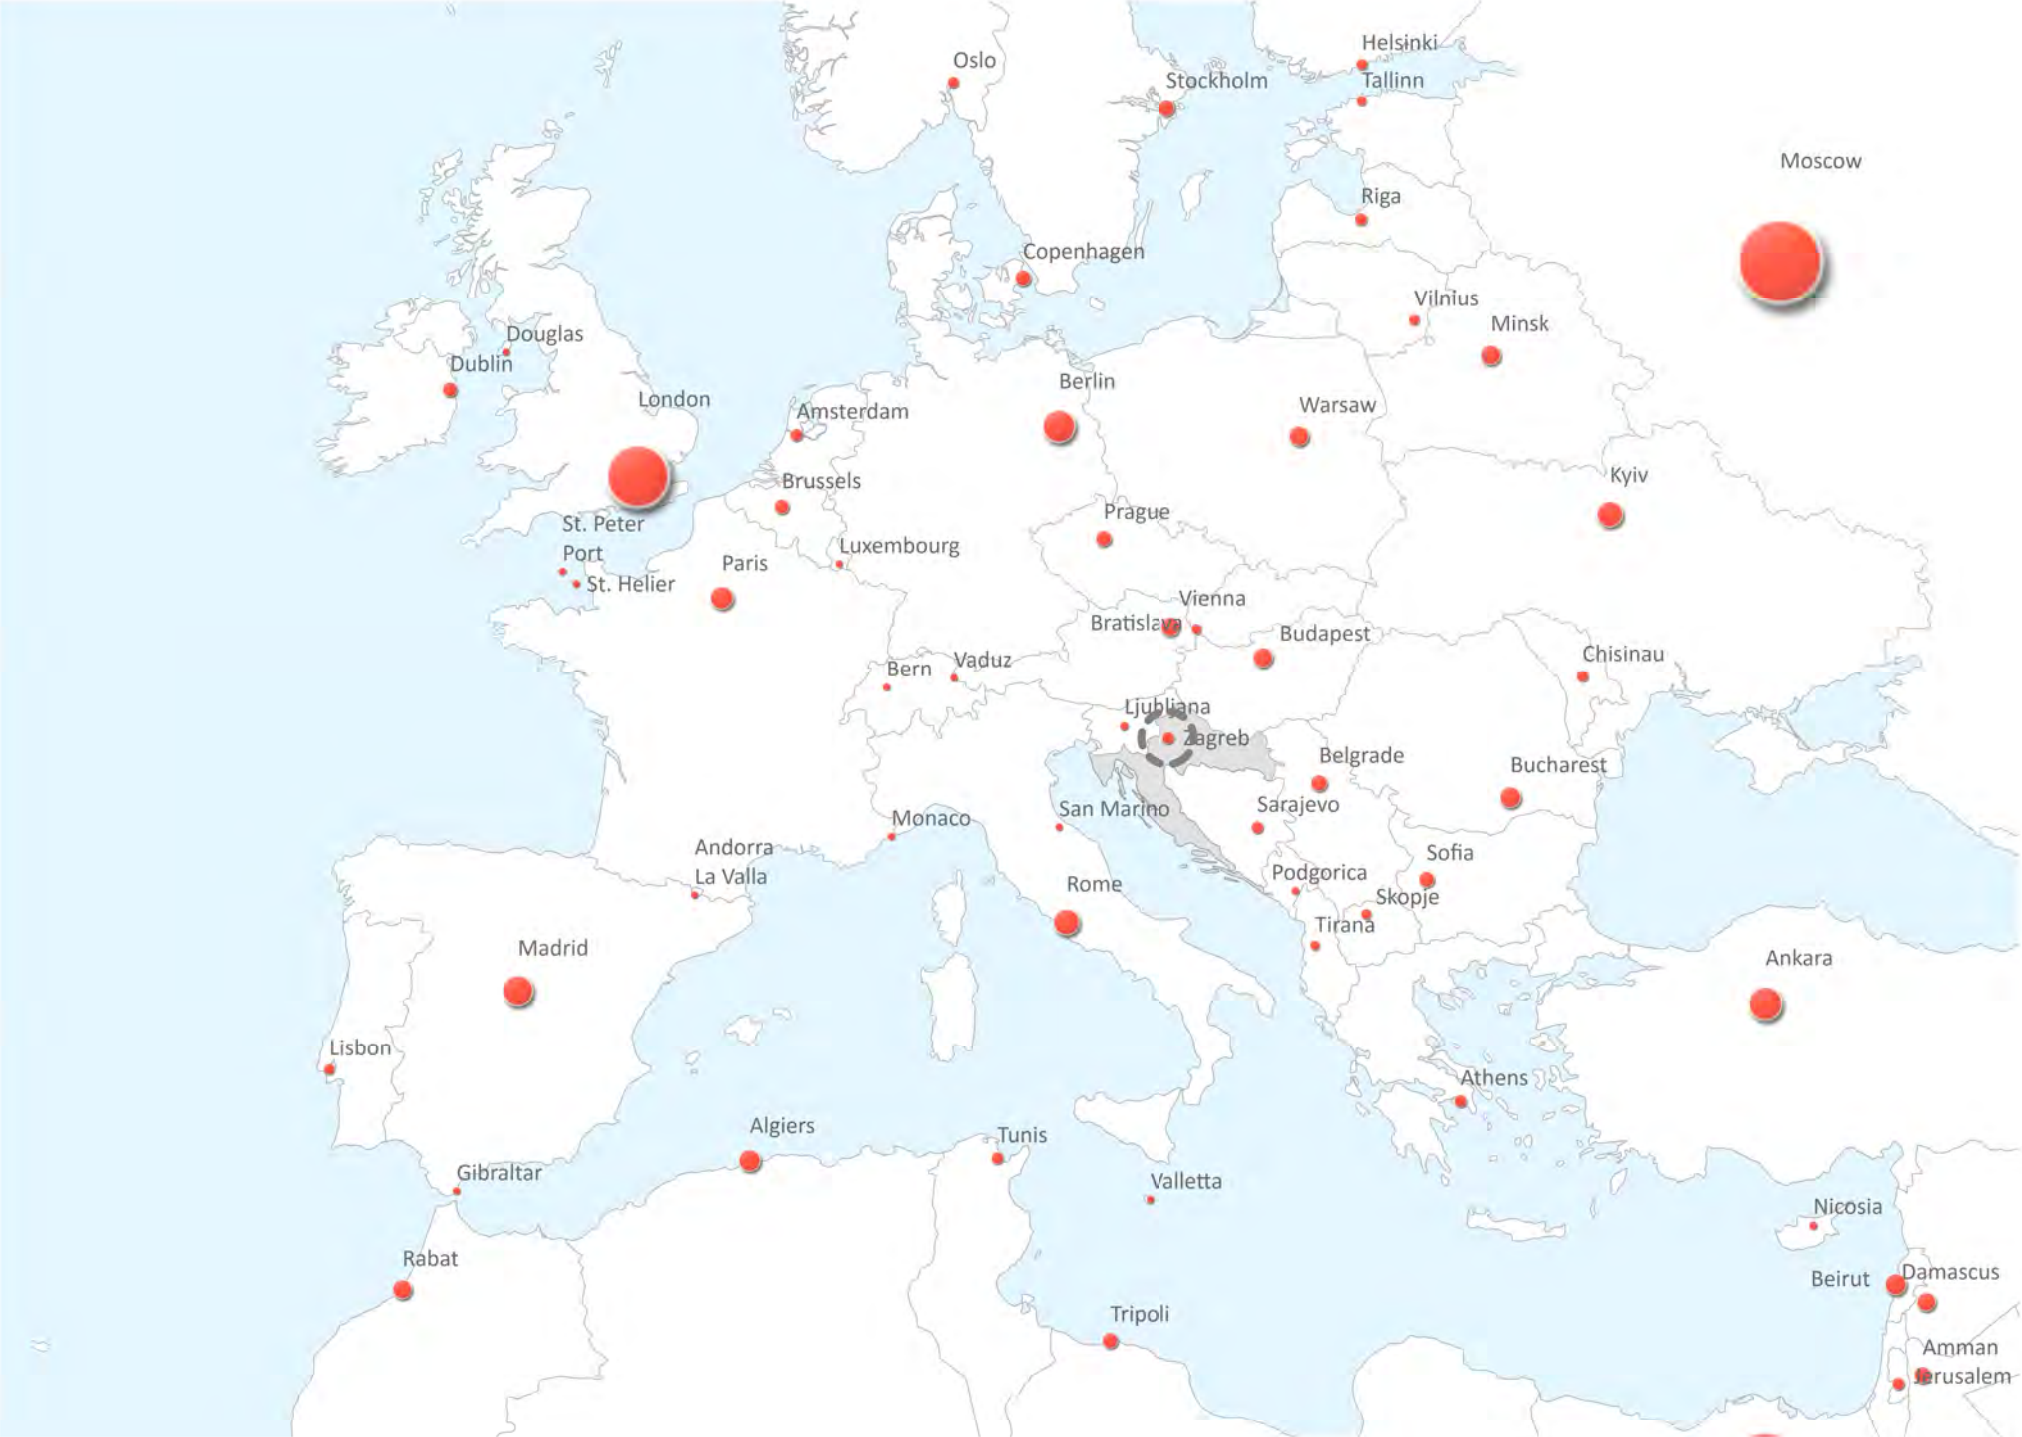 Helsinki
Oslo
Stockholm
Tallinn
Moscow
Riga
Copenhagen
Vilnius
Minsk
Douglas
Dublin
London
Berlin
Amsterdam
Warsaw
Brussels
Kyiv
Prague
St. Peter
Port
Luxembourg
Paris
St. Helier
Vienna
Bratislava
Budapest
Chisinau
Bern
Vaduz
Ljubljana
Zagreb
Belgrade
Bucharest
Sarajevo
San Marino
Monaco
Andorra
La Valla
Sofia
Podgorica
Rome
Skopje
Tirana
Madrid
Ankara
Lisbon
Athens
Algiers
Tunis
Gibraltar
Valletta
Nicosia
Rabat
Beirut
Damascus
Tripoli
Amman
Jerusalem